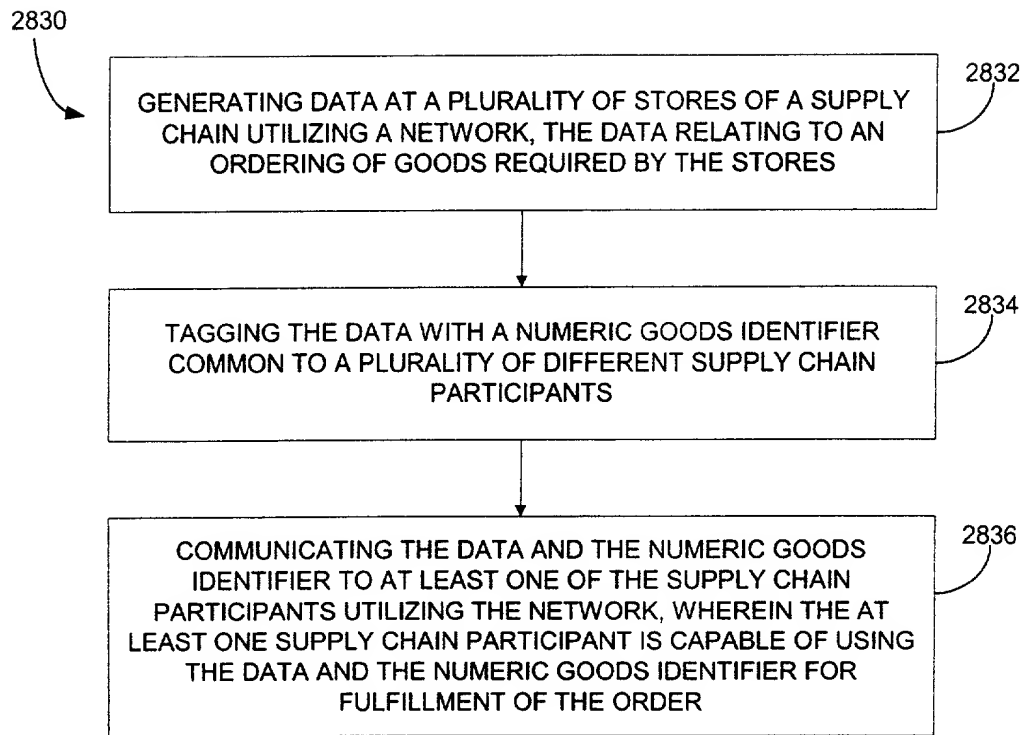 2830
2832
GENERATING DATA AT A PLURALITY OF STORES OF A SUPPLY
CHAIN UTILIZING A NETWORK, THE DATA RELATING TO AN
ORDERING OF GOODS REQUIRED BY THE STORES
2834
TAGGING THE DATA WITH A NUMERIC GOODS IDENTIFIER
COMMON TO A PLURALITY OF DIFFERENT SUPPLY CHAIN
PARTICIPANTS
2836
COMMUNICATING THE DATA AND THE NUMERIC GOODS
IDENTIFIER TO AT LEAST ONE OF THE SUPPLY CHAIN
PARTICIPANTS UTILIZING THE NETWORK, WHEREIN THE AT
LEAST ONE SUPPLY CHAIN PARTICIPANT IS CAPABLE OF USING
THE DATA AND THE NUMERIC GOODS IDENTIFIER FOR
FULFILLMENT OF THE ORDER